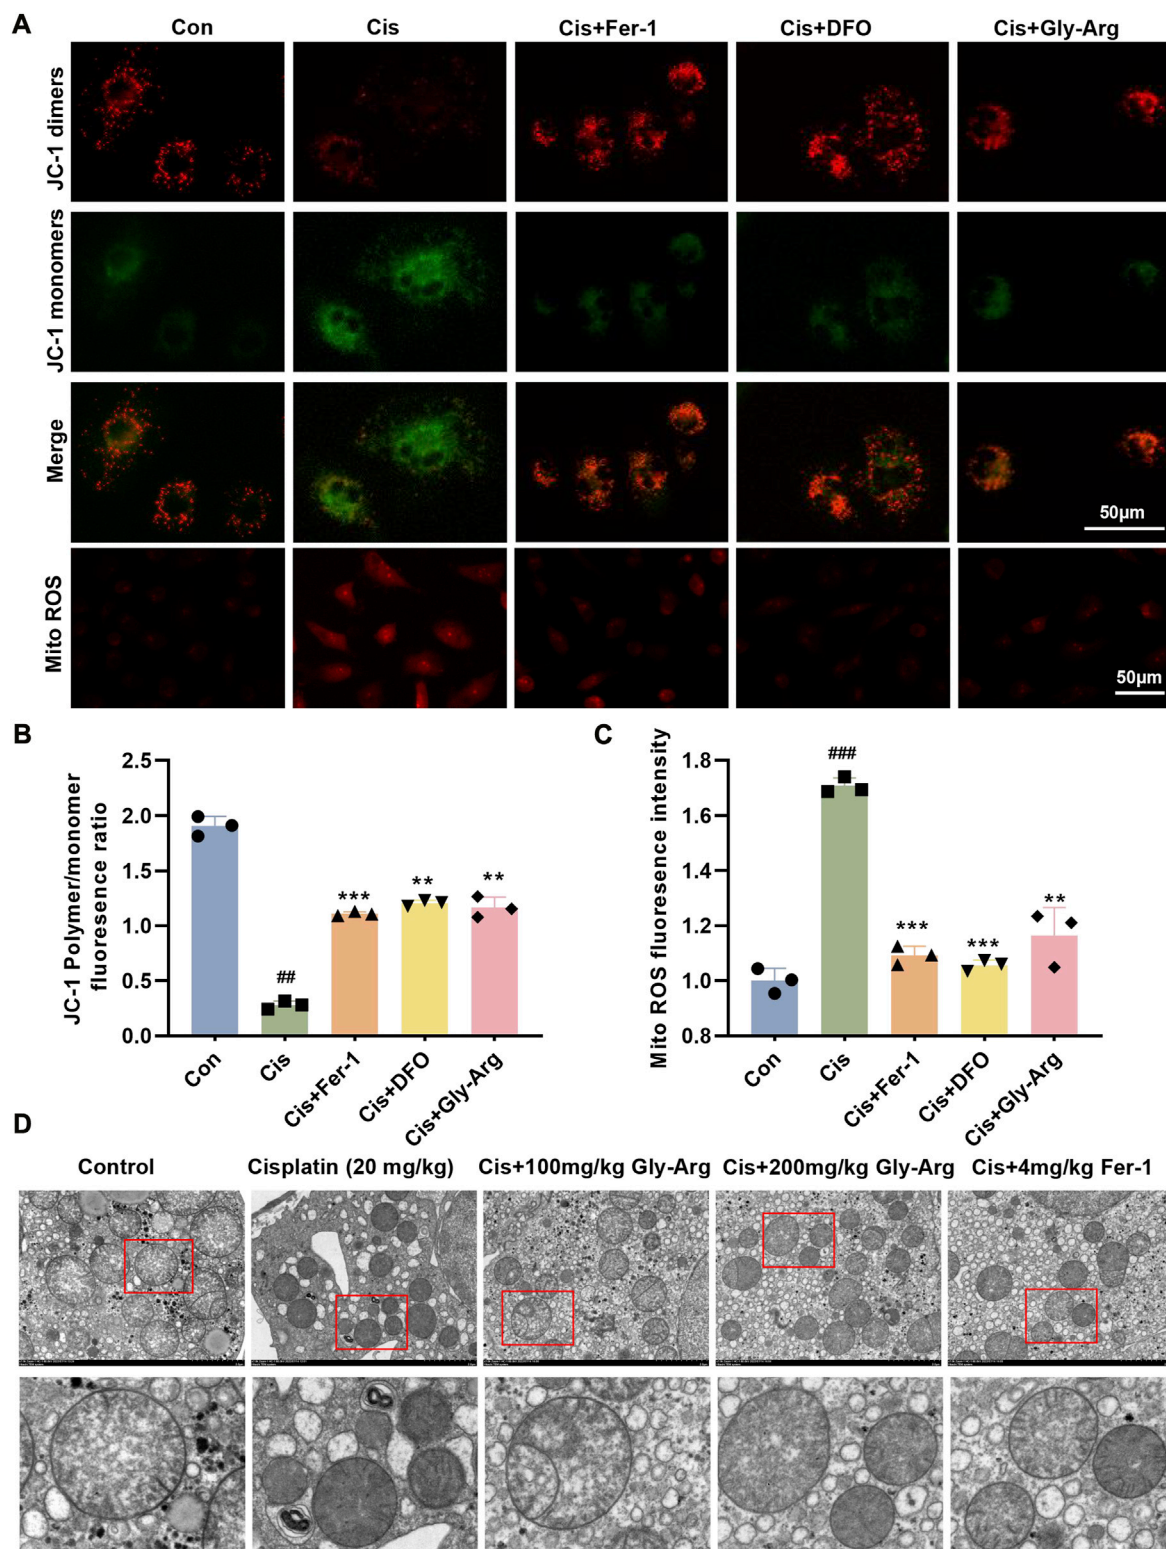 A
Con
Cis
Cis+Fer-1
Cis+DFO
Cis+Gly-Arg
JC-1 dimers
JC-1 monomers
Merge
50μm
Mito ROS
50μm
B
JC-1 Polymer/monomer
fluoresence ratio
2.5
2.0
1.5
1.0
0.5
0.0
##
***
**
**
Con
Cis
Cis+Fer-1
Cis+DFO
Cis+Gly-Arg
C
Mito ROS fluoresence intensity
1.8
1.6
1.4
1.2
1.0
0.8
###
***
***
**
Con
Cis
Cis+Fer-1
Cis+DFO
Cis+Gly-Arg
D
Control
Cisplatin (20 mg/kg)
Cis+100mg/kg Gly-Arg
Cis+200mg/kg Gly-Arg
Cis+4mg/kg Fer-1